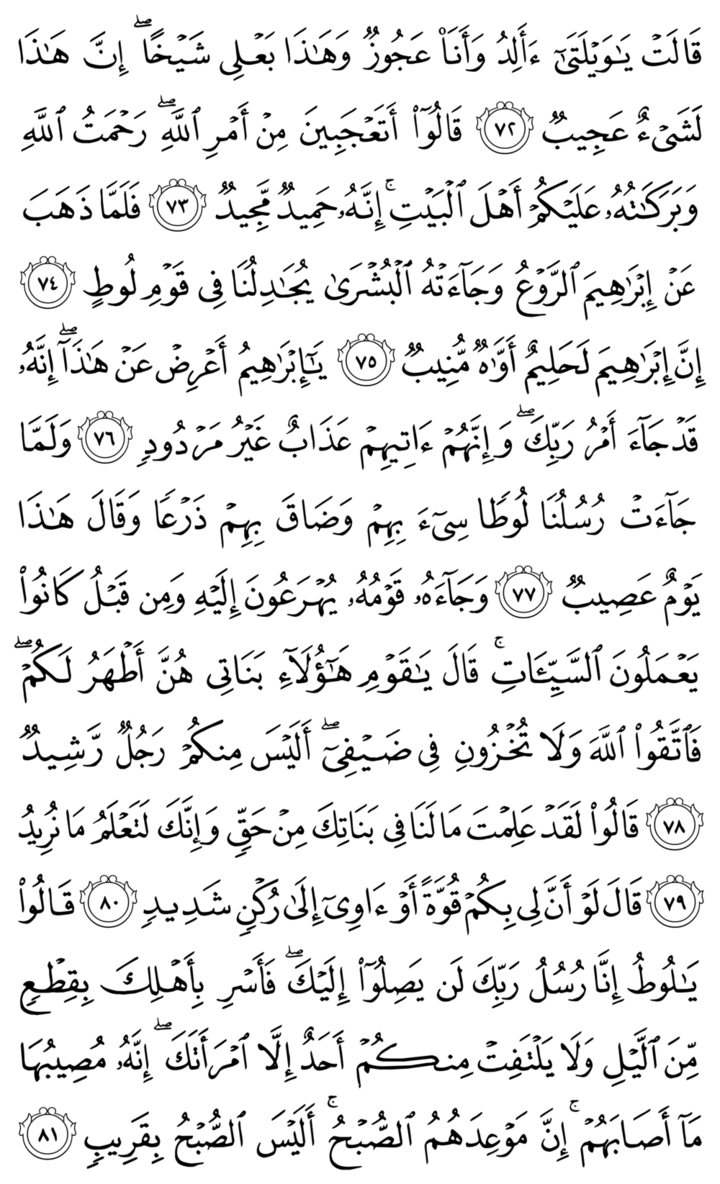 قَالَتۡ يَٰوَيۡلَتَىٰٓ ءَأَلِدُ وَأَنَا۠ عَجُوزٞ وَهَٰذَا بَعۡلِي شَيۡخًاۖ إِنَّ هَٰذَا
لَشَيۡءٌ عَجِيبٞ ٧٢ قَالُوٓاْ أَتَعۡجَبِينَ مِنۡ أَمۡرِ ٱللَّهِۖ رَحۡمَتُ ٱللَّهِ
وَبَرَكَٰتُهُۥ عَلَيۡكُمۡ أَهۡلَ ٱلۡبَيۡتِۚ إِنَّهُۥ حَمِيدٞ مَّجِيدٞ ٧٣ فَلَمَّا ذَهَبَ
عَنۡ إِبۡرَٰهِيمَ ٱلرَّوۡعُ وَجَآءَتۡهُ ٱلۡبُشۡرَىٰ يُجَٰدِلُنَا فِي قَوۡمِ لُوطٍ ٧٤
إِنَّ إِبۡرَٰهِيمَ لَحَلِيمٌ أَوَّٰهٞ مُّنِيبٞ ٧٥ يَٰٓإِبۡرَٰهِيمُ أَعۡرِضۡ عَنۡ هَٰذَآۖ إِنَّهُۥ
قَدۡ جَآءَ أَمۡرُ رَبِّكَۖ وَإِنَّهُمۡ ءَاتِيهِمۡ عَذَابٌ غَيۡرُ مَرۡدُودٖ ٧٦ وَلَمَّا
جَآءَتۡ رُسُلُنَا لُوطٗا سِيٓءَ بِهِمۡ وَضَاقَ بِهِمۡ ذَرۡعٗا وَقَالَ هَٰذَا
يَوۡمٌ عَصِيبٞ ٧٧ وَجَآءَهُۥ قَوۡمُهُۥ يُهۡرَعُونَ إِلَيۡهِ وَمِن قَبۡلُ كَانُواْ
يَعۡمَلُونَ ٱلسَّيِّـَٔاتِۚ قَالَ يَٰقَوۡمِ هَٰٓؤُلَآءِ بَنَاتِي هُنَّ أَطۡهَرُ لَكُمۡۖ
فَٱتَّقُواْ ٱللَّهَ وَلَا تُخۡزُونِ فِي ضَيۡفِيٓۖ أَلَيۡسَ مِنكُمۡ رَجُلٞ رَّشِيدٞ
٧٨ قَالُواْ لَقَدۡ عَلِمۡتَ مَا لَنَا فِي بَنَاتِكَ مِنۡ حَقّٖ وَإِنَّكَ لَتَعۡلَمُ مَا نُرِيدُ
٧٩ قَالَ لَوۡ أَنَّ لِي بِكُمۡ قُوَّةً أَوۡ ءَاوِيٓ إِلَىٰ رُكۡنٖ شَدِيدٖ ٨٠ قَالُواْ
يَٰلُوطُ إِنَّا رُسُلُ رَبِّكَ لَن يَصِلُوٓاْ إِلَيۡكَۖ فَأَسۡرِ بِأَهۡلِكَ بِقِطۡعٖ
مِّنَ ٱلَّيۡلِ وَلَا يَلۡتَفِتۡ مِنكُمۡ أَحَدٌ إِلَّا ٱمۡرَأَتَكَۖ إِنَّهُۥ مُصِيبُهَا
مَآ أَصَابَهُمۡۚ إِنَّ مَوۡعِدَهُمُ ٱلصُّبۡحُۚ أَلَيۡسَ ٱلصُّبۡحُ بِقَرِيبٖ ٨١